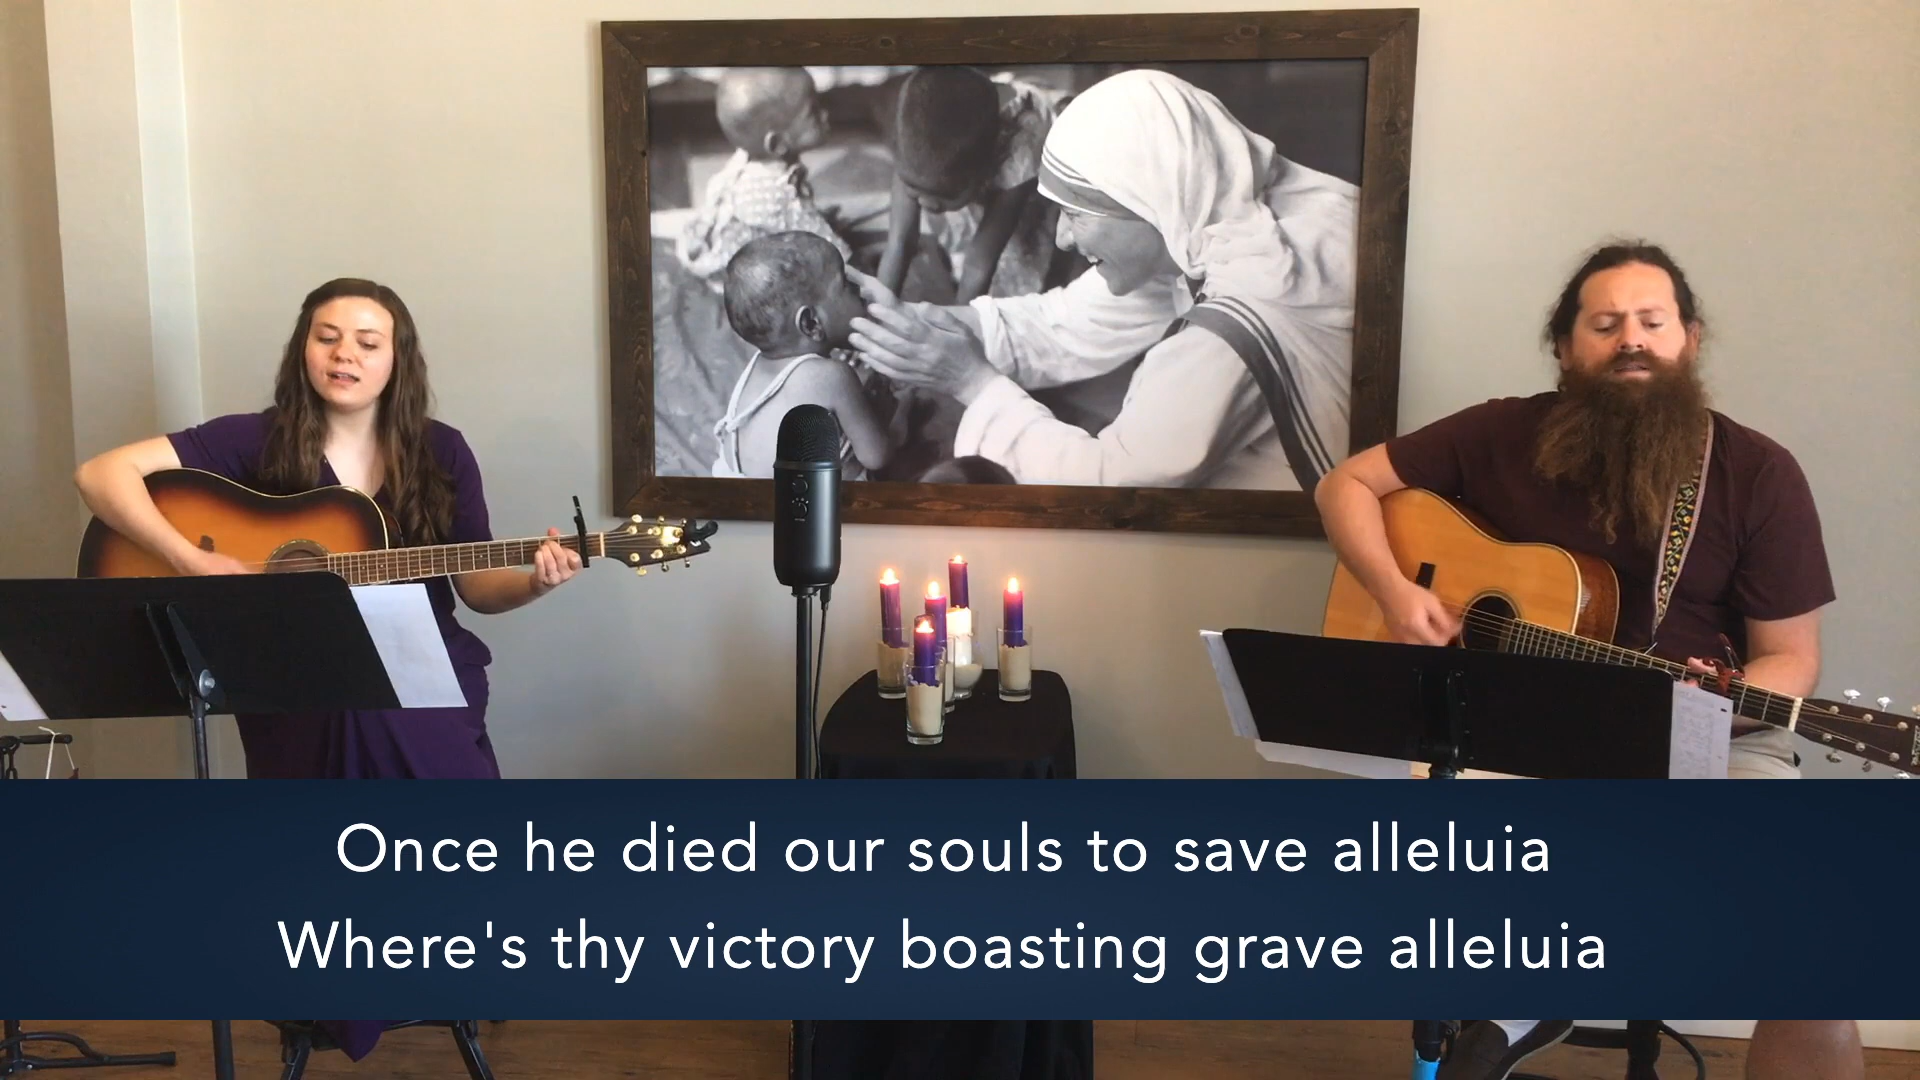 Once he died our souls to save alleluia
Where's thy victory boasting grave alleluia